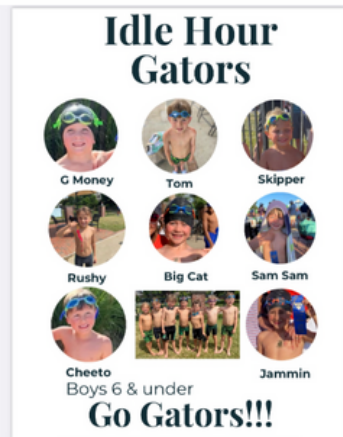 Idle Hour
Gators
G Money Tom Skipper
Rushy Big Cat Sam Sam
Cheeto Jammin
Boys 6 & under
Go Gators!!!